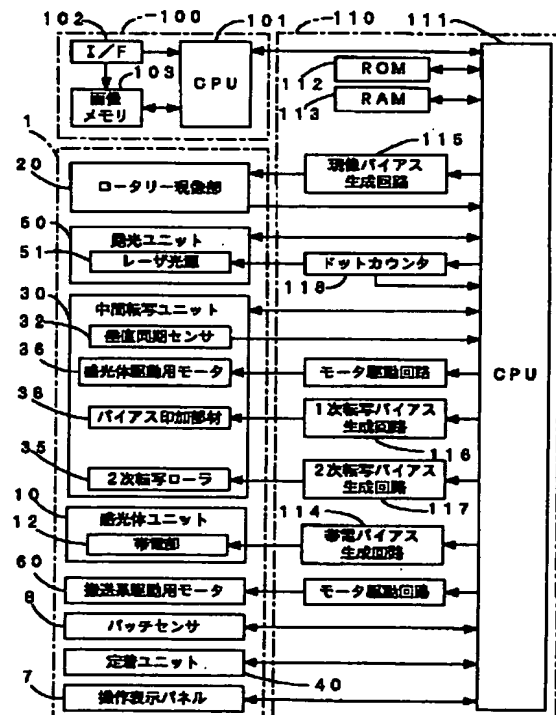 102
100
101
110
111
I/F
103
CPU
画像
メモリ
112
ROM
RAM
113
1
115
20
ロータリー現像部
現像バイアス
生成回路
50
露光ユニット
51
レーザ光源
ドットカウンタ
118
30
中間転写ユニット
32
垂直同期センサ
CPU
36
感光体駆動用モータ
モータ駆動回路
38
バイアス印加部材
1次転写バイアス
生成回路
116
35
2次転写ローラ
2次転写バイアス
生成回路
117
10
感光体ユニット
114
12
帯電部
帯電バイアス
生成回路
60
搬送系駆動用モータ
モータ駆動回路
8
パッチセンサ
定着ユニット
40
7
操作表示パネル